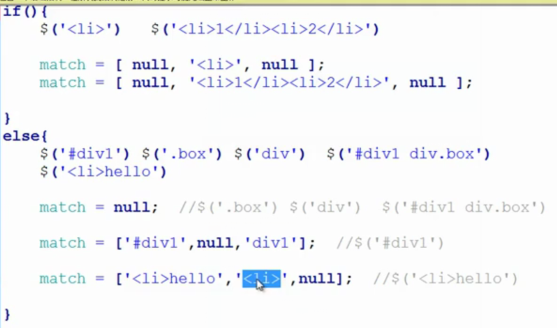 if(){
$('<li>')   $('<li>1</li><li>2</li>')
match = [ null, '<li>', null ];
match = [ null, '<li>1</li><li>2</li>', null ];
}
else{
$('#div1') $('.box') $('div')  $('#div1 div.box')
$('<li>hello')
match = null;  //$('.box') $('div')  $('#div1 div.box')
match = ['#div1',null,'div1'];  //$('#div1')
match = ['<li>hello','<li>',null];  //$('<li>hello')
}